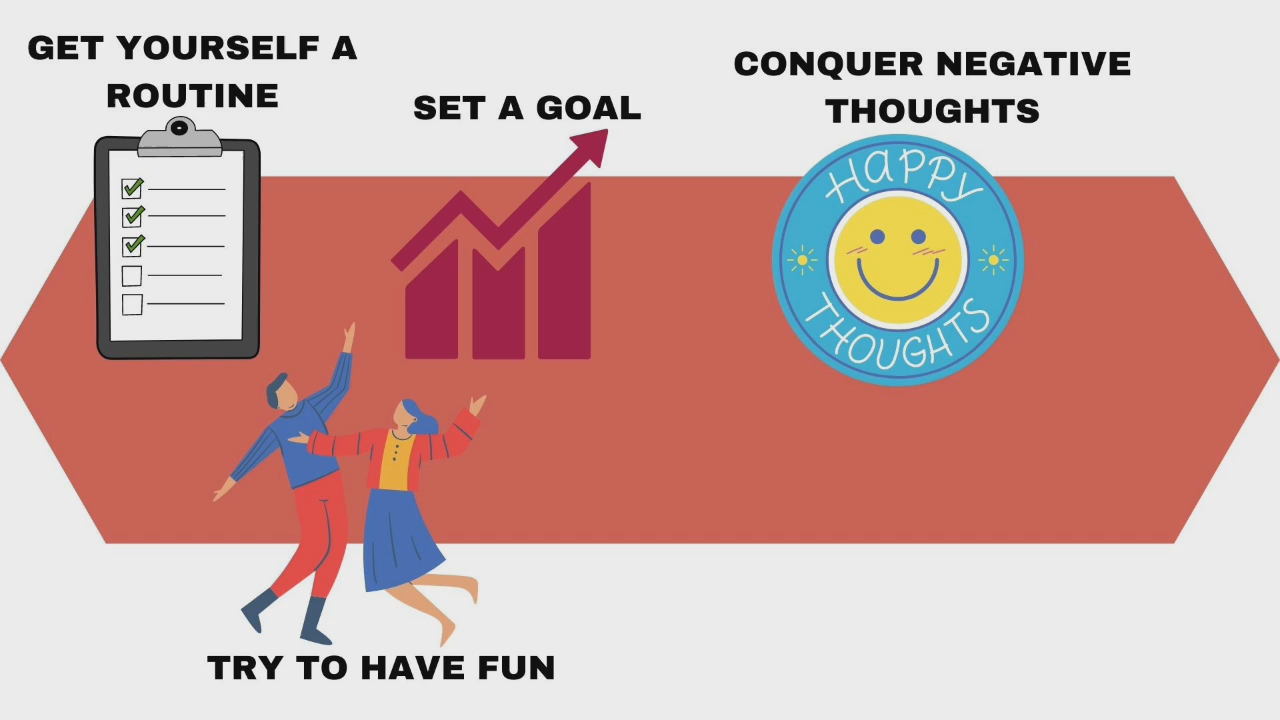 GET YOURSELF A
ROUTINE
SET A GOAL
CONQUER NEGATIVE
THOUGHTS
HAPPY
THOUGHTS
TRY TO HAVE FUN